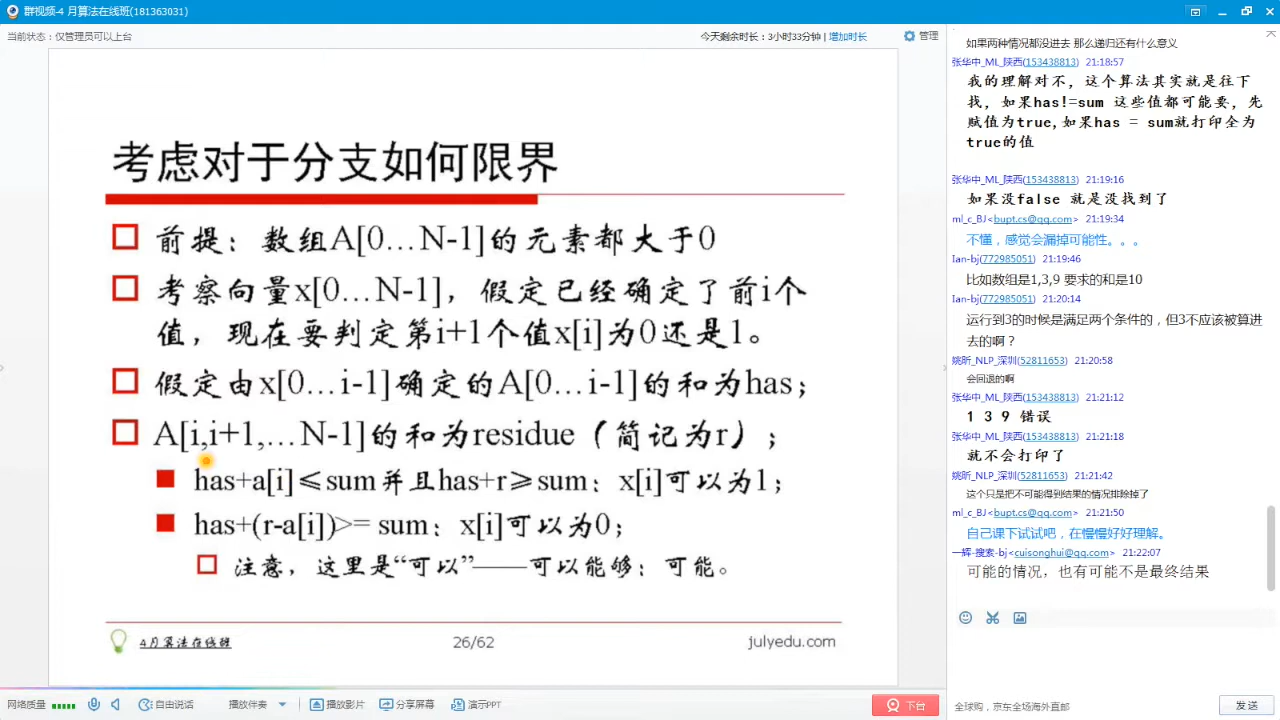 群视频-4 月算法在线班(181363031)
当前状态：仅管理员可以上台
今天剩余时长：3小时33分钟 | 增加时长
管理
考虑对于分支如何限界
前提：数组A[0…N-1]的元素都大于0
考察向量x[0…N-1]，假定已经确定了前i个
值，现在要判定第i+1个值x[i]为0还是1。
假定由x[0…i-1]确定的A[0…i-1]的和为has；
A[i,i+1,…N-1]的和为residue（简记为r）；
has+a[i]≤sum并且has+r≥sum：x[i]可以为1；
has+(r-a[i])>= sum：x[i]可以为0；
注意，这里是“可以”——可以能够：可能。
4月算法在线班
26/62
julyedu.com
网络质量
自由说话
播放伴奏
播放影片
分享屏幕
演示PPT
下台
如果两种情况都没进去 那么递归还有什么意义
张华中_ML_陕西(153438813) 21:18:57
我的理解对不，这个算法其实就是往下
找，如果has!=sum 这些值都可能要，先
赋值为true,如果has = sum就打印全为
true的值
张华中_ML_陕西(153438813) 21:19:16
如果没false 就是没找到了
ml_c_BJ<bupt.cs@qq.com> 21:19:34
不懂，感觉会漏掉可能性。。。
Ian-bj(772985051) 21:19:46
比如数组是1,3,9 要求的和是10
Ian-bj(772985051) 21:20:14
运行到3的时候是满足两个条件的，但3不应该被算进
去的啊？
姚昕_NLP_深圳(52811653) 21:20:58
会回退的啊
张华中_ML_陕西(153438813) 21:21:12
1 3 9 错误
张华中_ML_陕西(153438813) 21:21:18
就不会打印了
姚昕_NLP_深圳(52811653) 21:21:42
这个只是把不可能得到结果的情况排除掉了
ml_c_BJ<bupt.cs@qq.com> 21:21:50
自己课下试试吧，在慢慢好好理解。
一辉-搜索-bj<cuisonghui@qq.com> 21:22:07
可能的情况，也有可能不是最终结果
全球购，京东全场海外直邮
发送